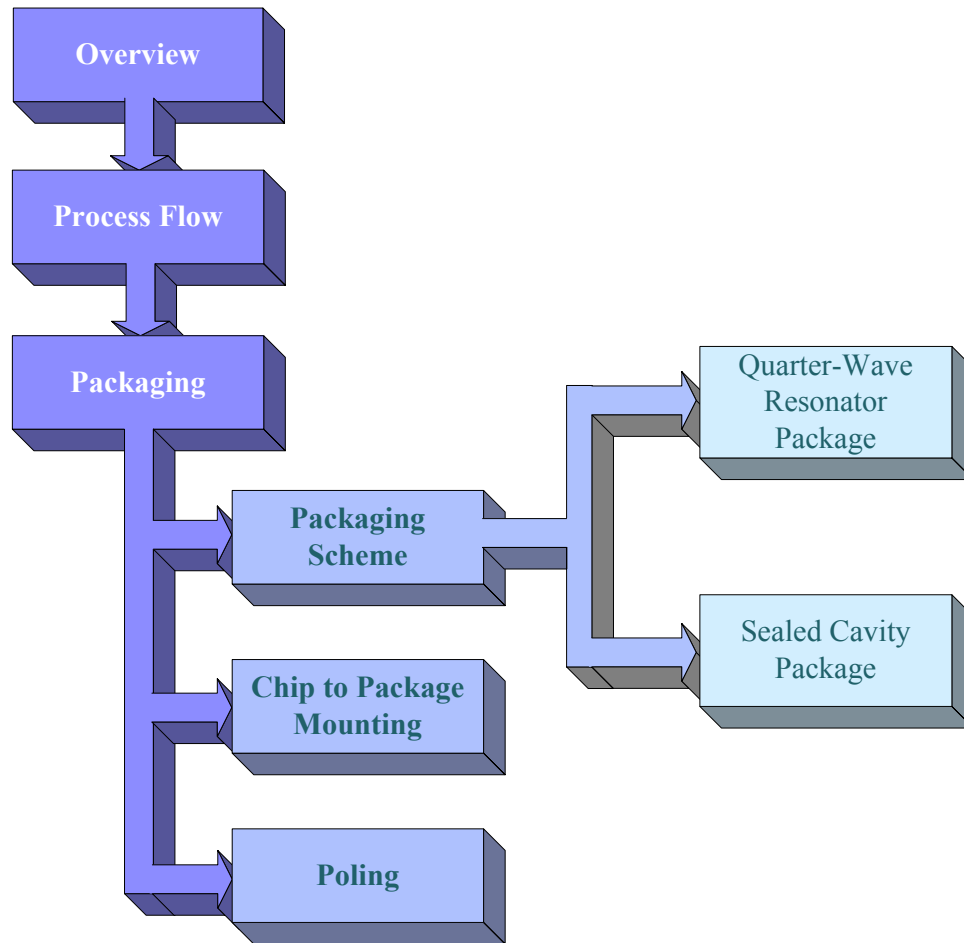 Overview
Process Flow
Packaging
Quarter-Wave
Resonator
Package
Packaging
Scheme
Sealed Cavity
Package
Chip to Package
Mounting
Poling